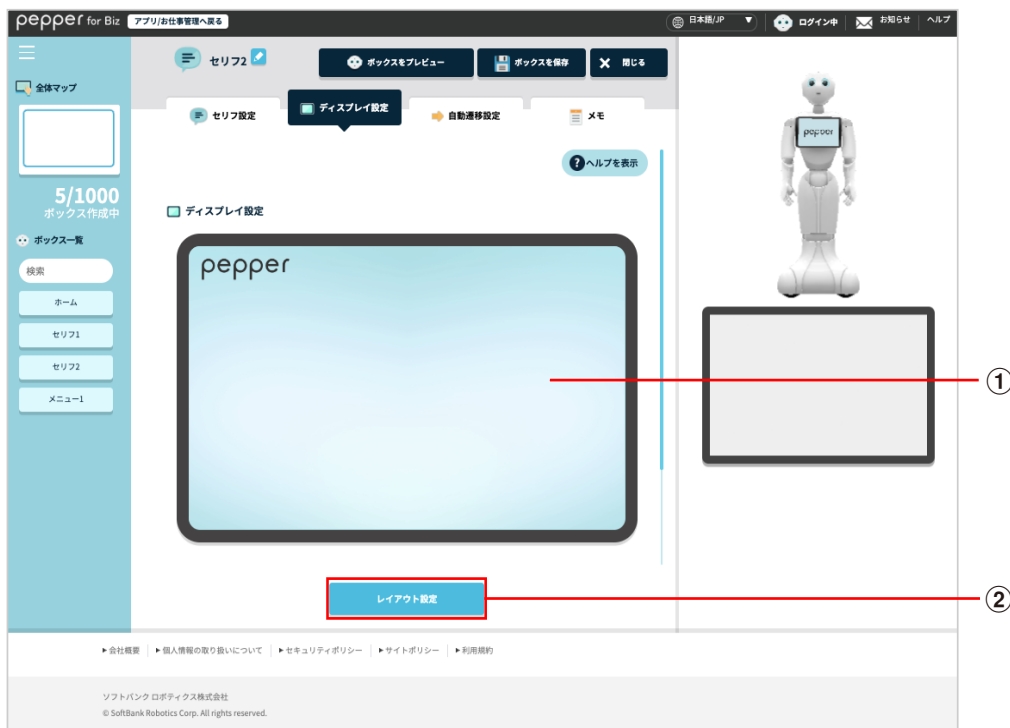 pepper for Biz アプリ/お仕事管理へ戻る 日本語/JP ▼ ログイン中 お知らせ ヘルプ
セリフ2 ボックスをプレビュー ボックスを保存 × 閉じる
全体マップ
セリフ設定 ディスプレイ設定 自動遷移設定 メモ
pepper
?ヘルプを表示
5/1000
ボックス作成中
ディスプレイ設定
ボックス一覧
pepper
検索
ホーム
セリフ1
セリフ2
①
メニュー1
レイアウト設定
②
▶会社概要 ▶個人情報の取り扱いについて ▶セキュリティポリシー ▶サイトポリシー ▶利用規約
ソフトバンク ロボティクス株式会社
© SoftBank Robotics Corp. All rights reserved.